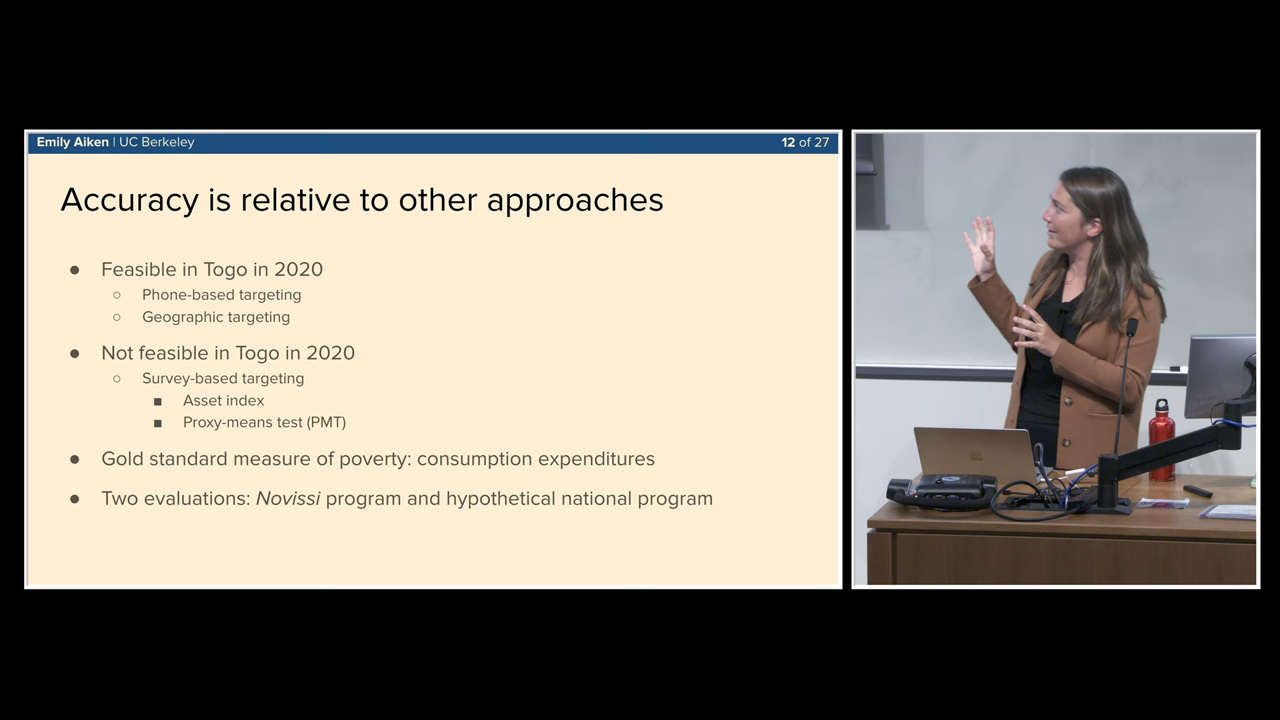 Emily Aiken | UC Berkeley
12 of 27
Accuracy is relative to other approaches
● Feasible in Togo in 2020
○ Phone-based targeting
○ Geographic targeting
● Not feasible in Togo in 2020
○ Survey-based targeting
■ Asset index
■ Proxy-means test (PMT)
● Gold standard measure of poverty: consumption expenditures
● Two evaluations: Novissi program and hypothetical national program